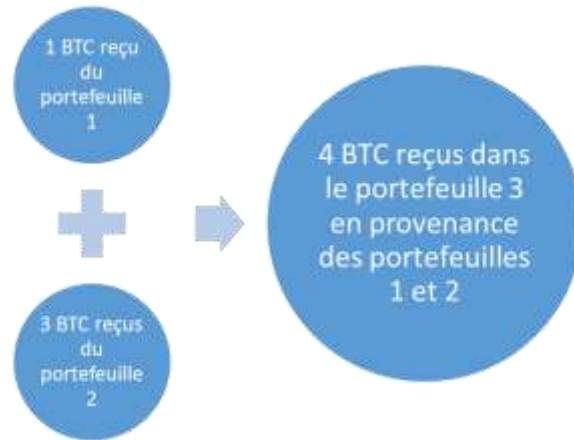 1 BTC reçu
du
portefeuille
1
3 BTC reçus
du
portefeuille
2
4 BTC reçus dans
le portefeuille 3
en provenance
des portefeuilles
1 et 2